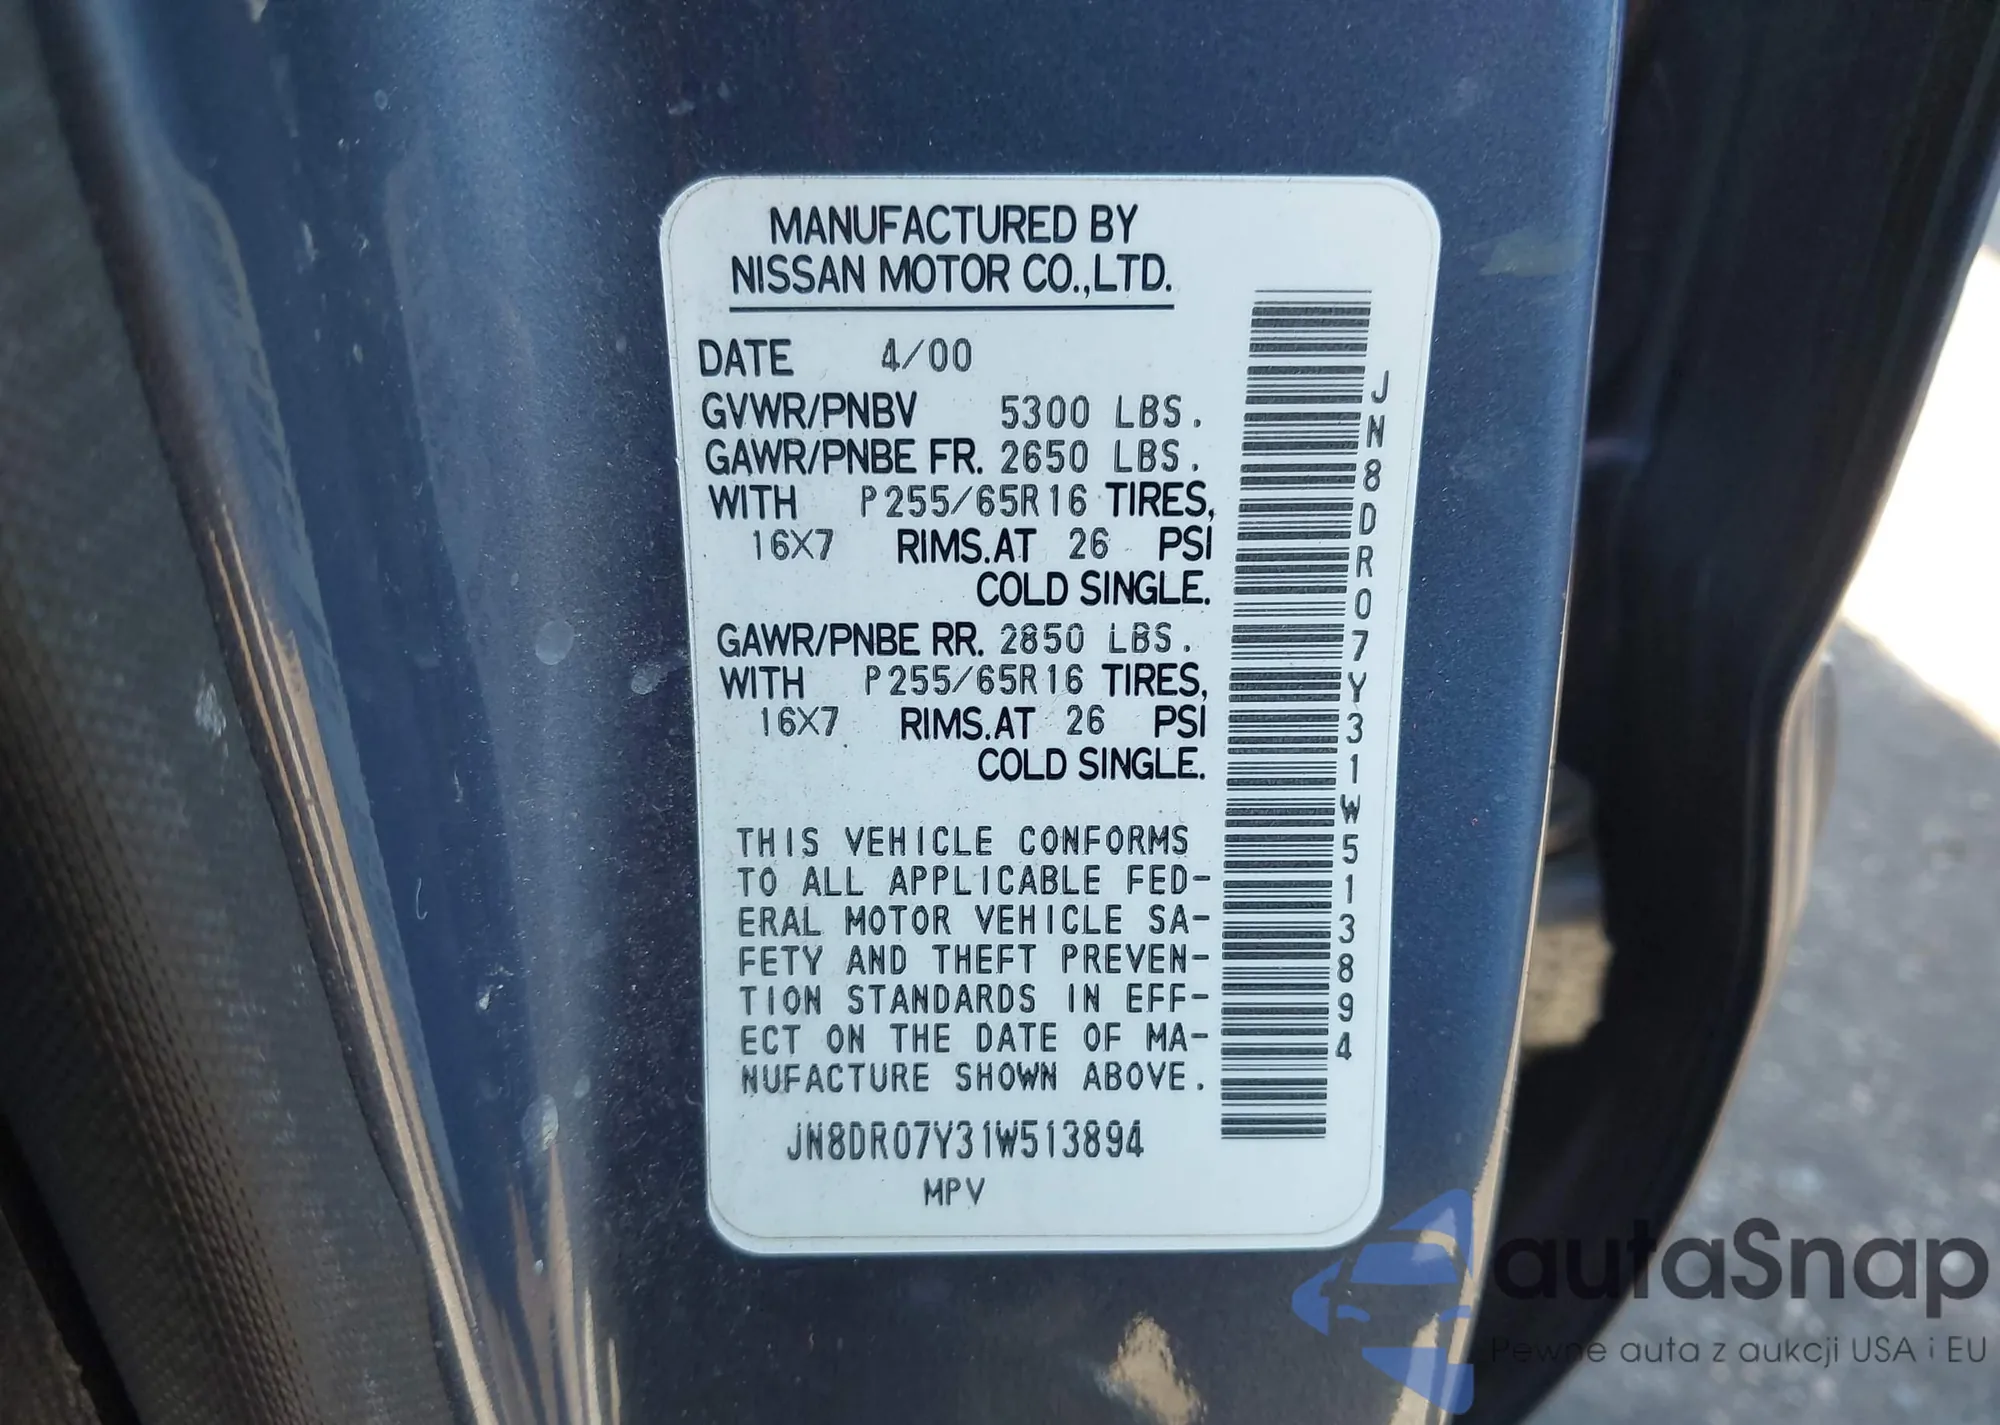 MANUFACTURED BY
NISSAN MOTOR CO.,LTD.
DATE 4/00
GVWR/PNBV 5300 LBS.
GAWR/PNBE FR. 2650 LBS.
WITH P255/65R16 TIRES,
16X7 RIMS.AT 26 PSI
COLD SINGLE.
GAWR/PNBE RR. 2850 LBS.
WITH P255/65R16 TIRES,
16X7 RIMS.AT 26 PSI
COLD SINGLE.
THIS VEHICLE CONFORMS
TO ALL APPLICABLE FED-
ERAL MOTOR VEHICLE SA-
FETY AND THEFT PREVEN-
TION STANDARDS IN EFF-
ECT ON THE DATE OF MA-
NUFACTURE SHOWN ABOVE.
JN8DR07Y31W513894
MPV
JN8DR07Y31W513894
autaSnap
Pewne auta z aukcji USA i EU